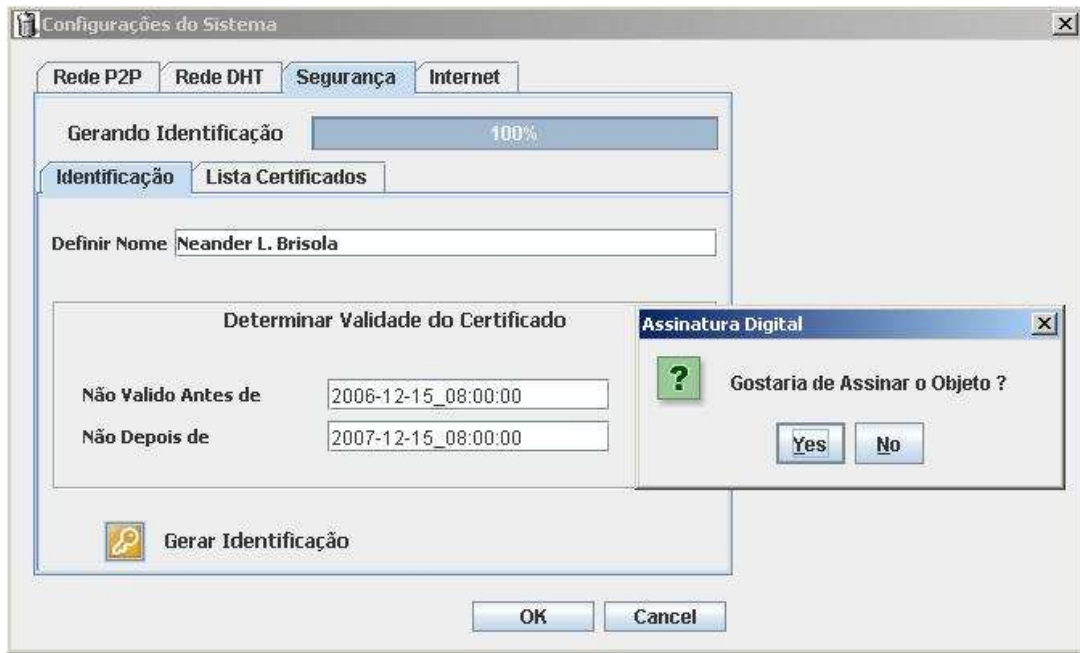 Configurações do Sistema
Rede P2P Rede DHT Segurança Internet
Gerando Identificação 100%
Identificação Lista Certificados
Definir Nome Neander L. Brisola
Determinar Validade do Certificado
Não Valido Antes de 2006-12-15_08:00:00
Não Depois de 2007-12-15_08:00:00
Gerar Identificação
OK Cancel
Assinatura Digital
? Gostaria de Assinar o Objeto ?
Yes No